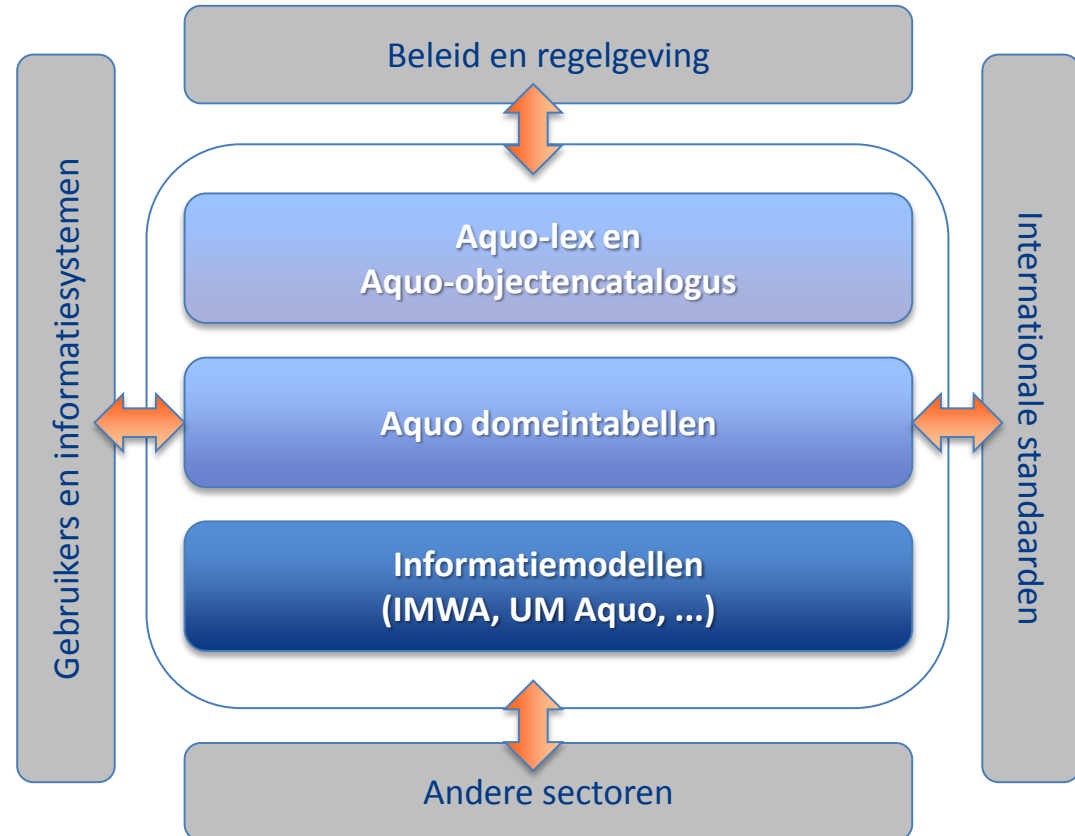 Beleid en regelgeving
Gebruikers en informatiesystemen
Aquo-lex en
Aquo-objectencatalogus
Aquo domeintabellen
Informatiemodellen
(IMWA, UM Aquo, ...)
Internationale standaarden
Andere sectoren